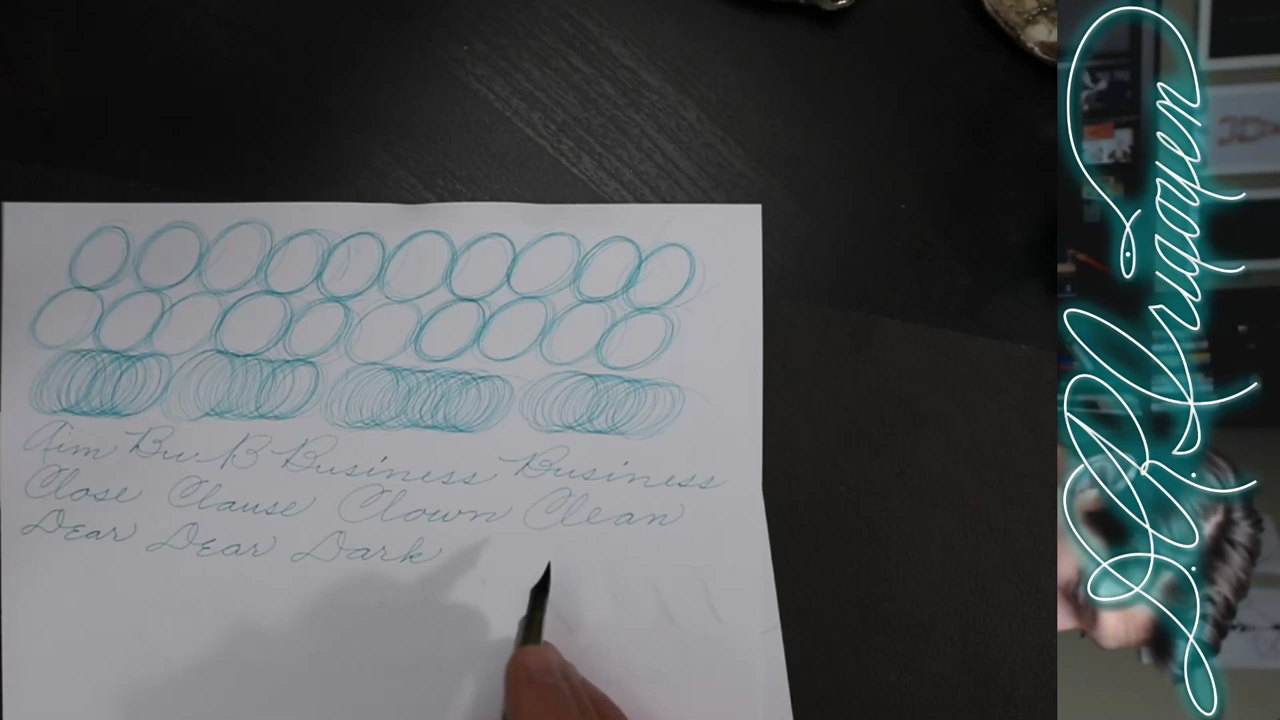 Aim Bu B Business Business
Close Clause Clown Clean
Dear Dear Dark